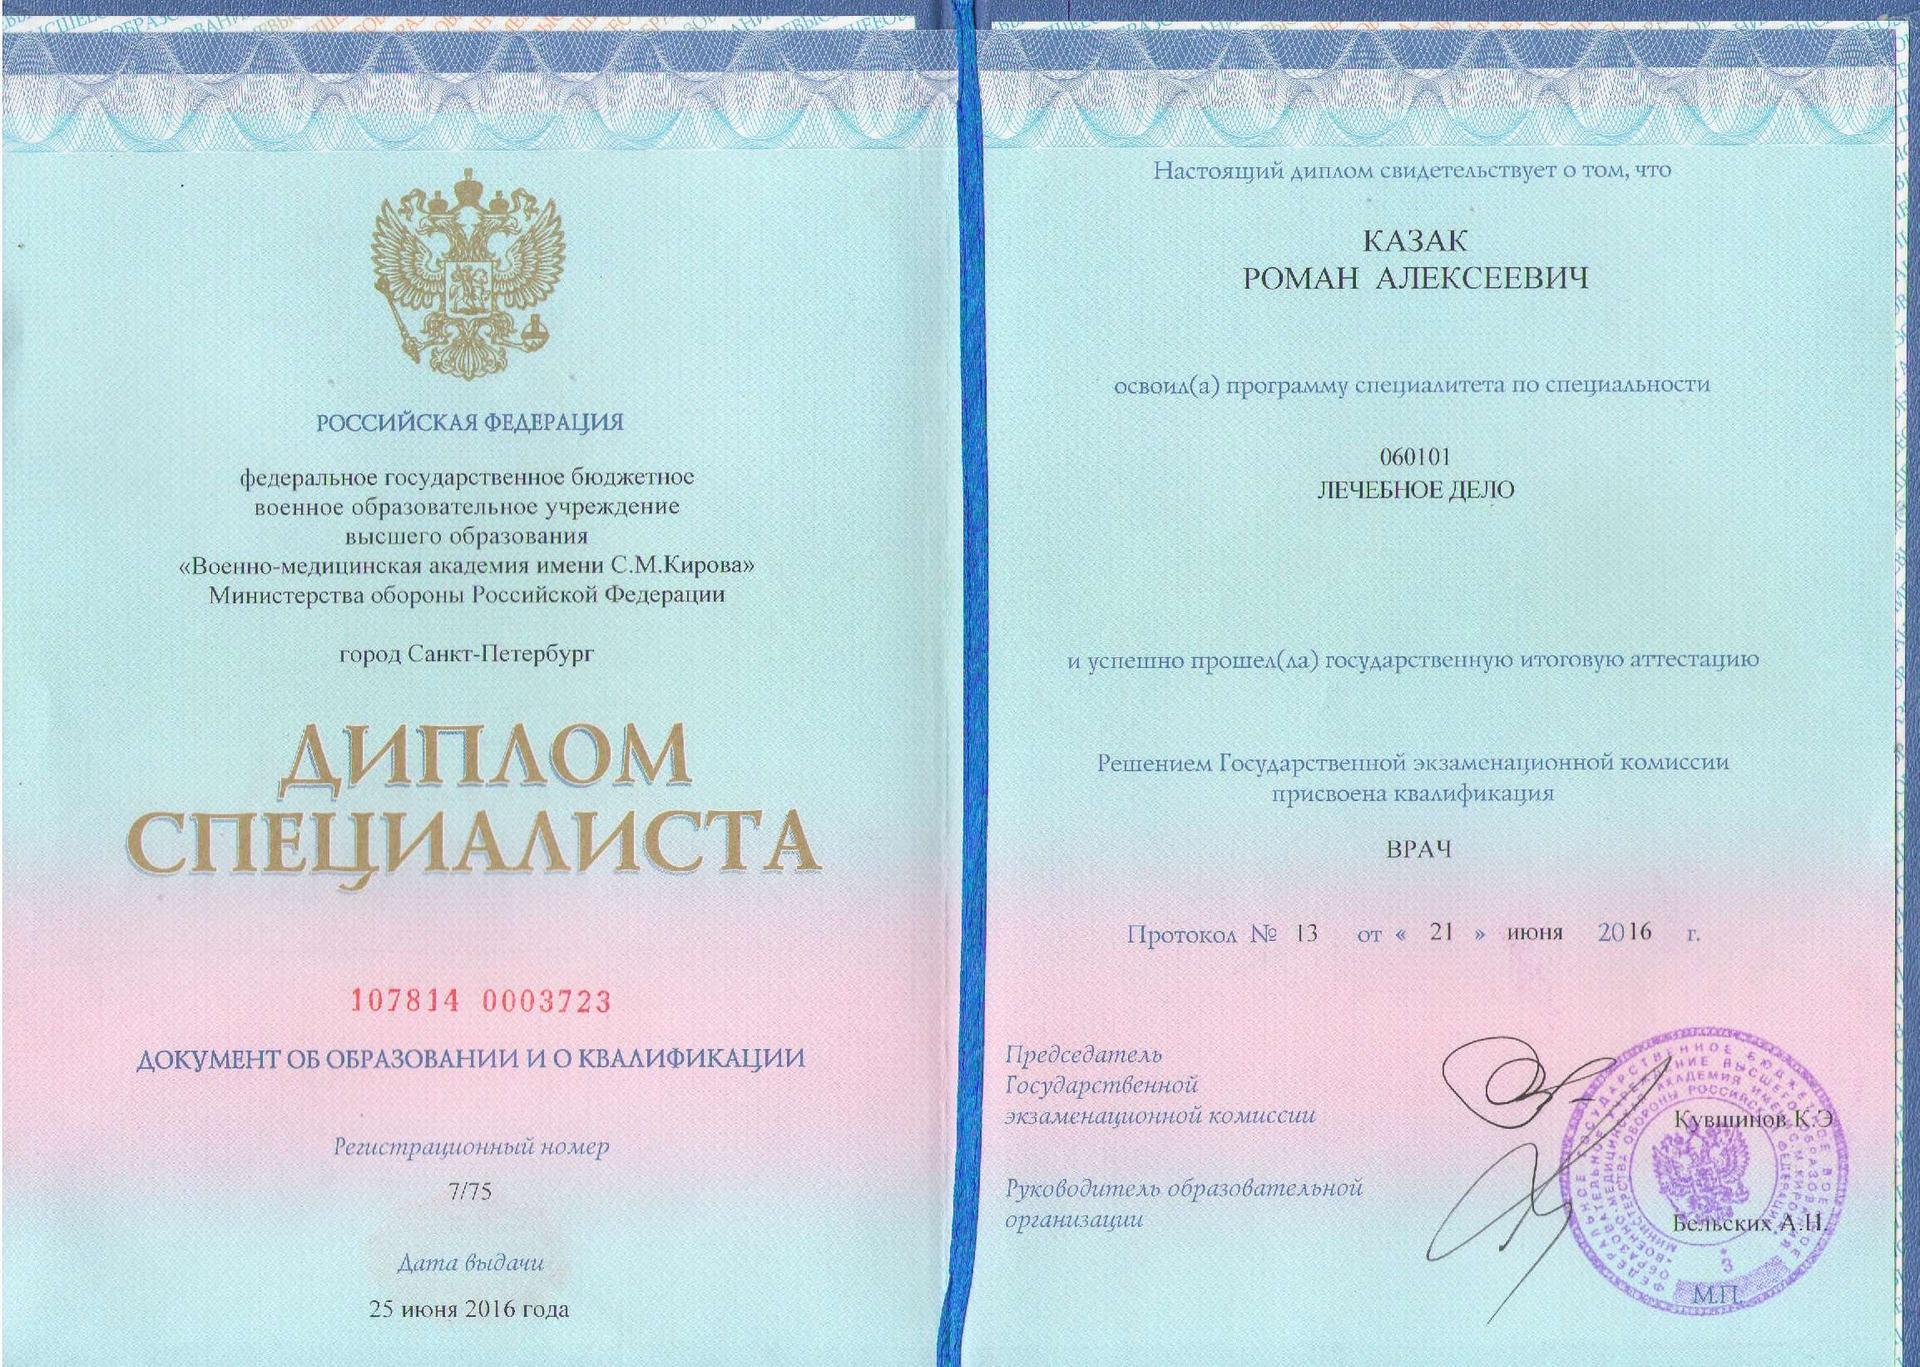 РОССИЙСКАЯ ФЕДЕРАЦИЯ
федеральное государственное бюджетное
военное образовательное учреждение
высшего образования
«Военно-медицинская академия имени С.М.Кирова»
Министерства обороны Российской Федерации
город Санкт-Петербург
ДИПЛОМ
СПЕЦИАЛИСТА
107814 0003723
ДОКУМЕНТ ОБ ОБРАЗОВАНИИ И О КВАЛИФИКАЦИИ
Регистрационный номер
7/75
Дата выдачи
25 июня 2016 года
Настоящий диплом свидетельствует о том, что
КАЗАК
РОМАН АЛЕКСЕЕВИЧ
освоил(а) программу специалитета по специальности
060101
ЛЕЧЕБНОЕ ДЕЛО
и успешно прошел(ла) государственную итоговую аттестацию
Решением Государственной экзаменационной комиссии
присвоена квалификация
ВРАЧ
Протокол № 13 от « 21 » июня 2016 г.
Председатель
Государственной
экзаменационной комиссии
Кувшинов К.Э
Руководитель образовательной
организации
Бельских А.Н.
М.П.